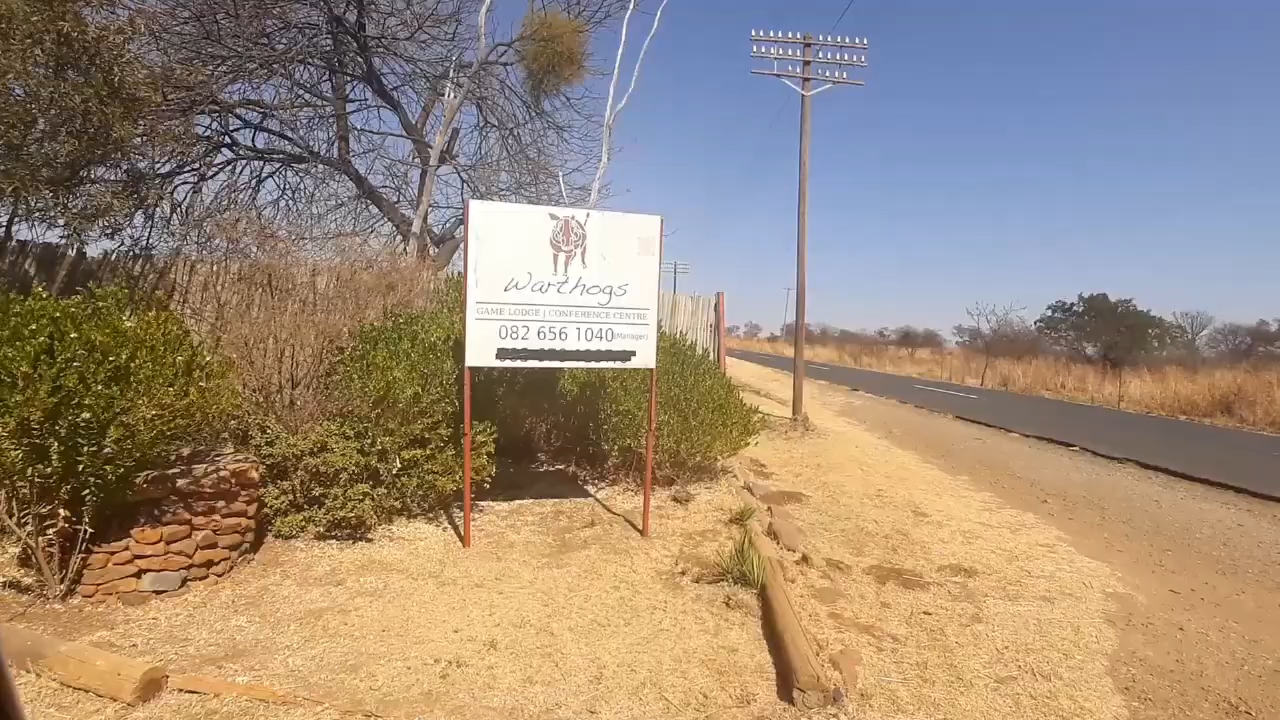 Warthogs
GAME LODGE | CONFERENCE CENTRE
082 656 1040 (Manager)